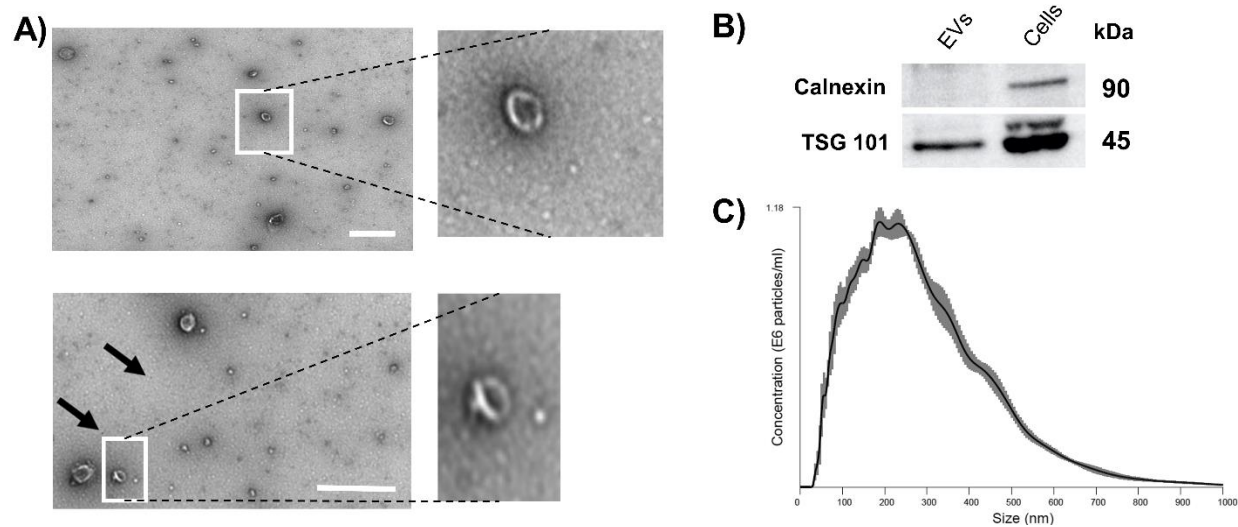 A)
B)
EVs
Cells
kDa
Calnexin
90
TSG 101
45
C)
1.18
Concentration (E6 particles/ml)
0 100 200 300 400 500 600 700 800 900 1000
Size (nm)